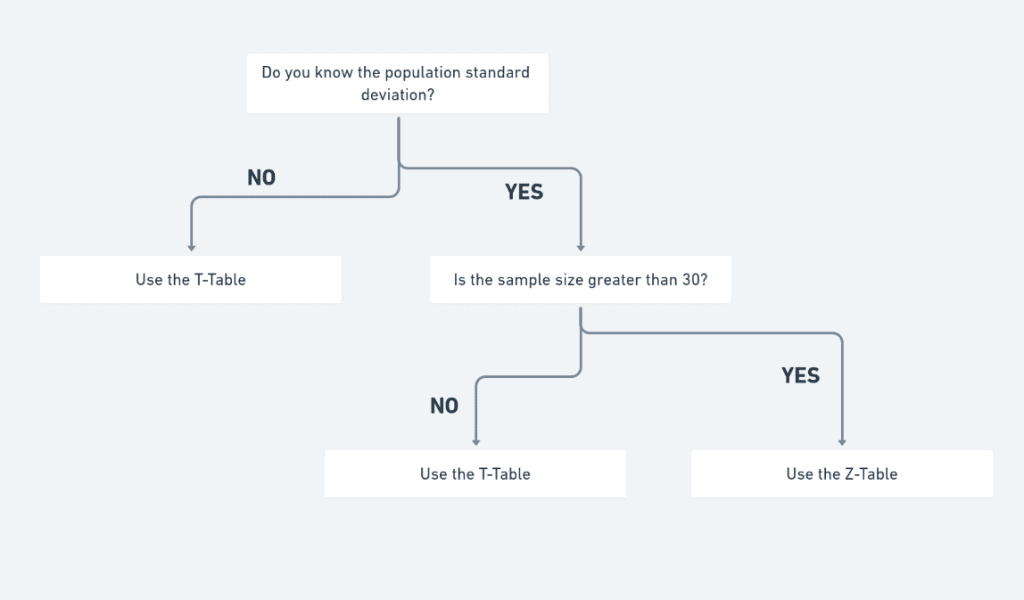 Do you know the population standard
deviation?
NO
YES
Use the T-Table
Is the sample size greater than 30?
YES
NO
Use the T-Table
Use the Z-Table